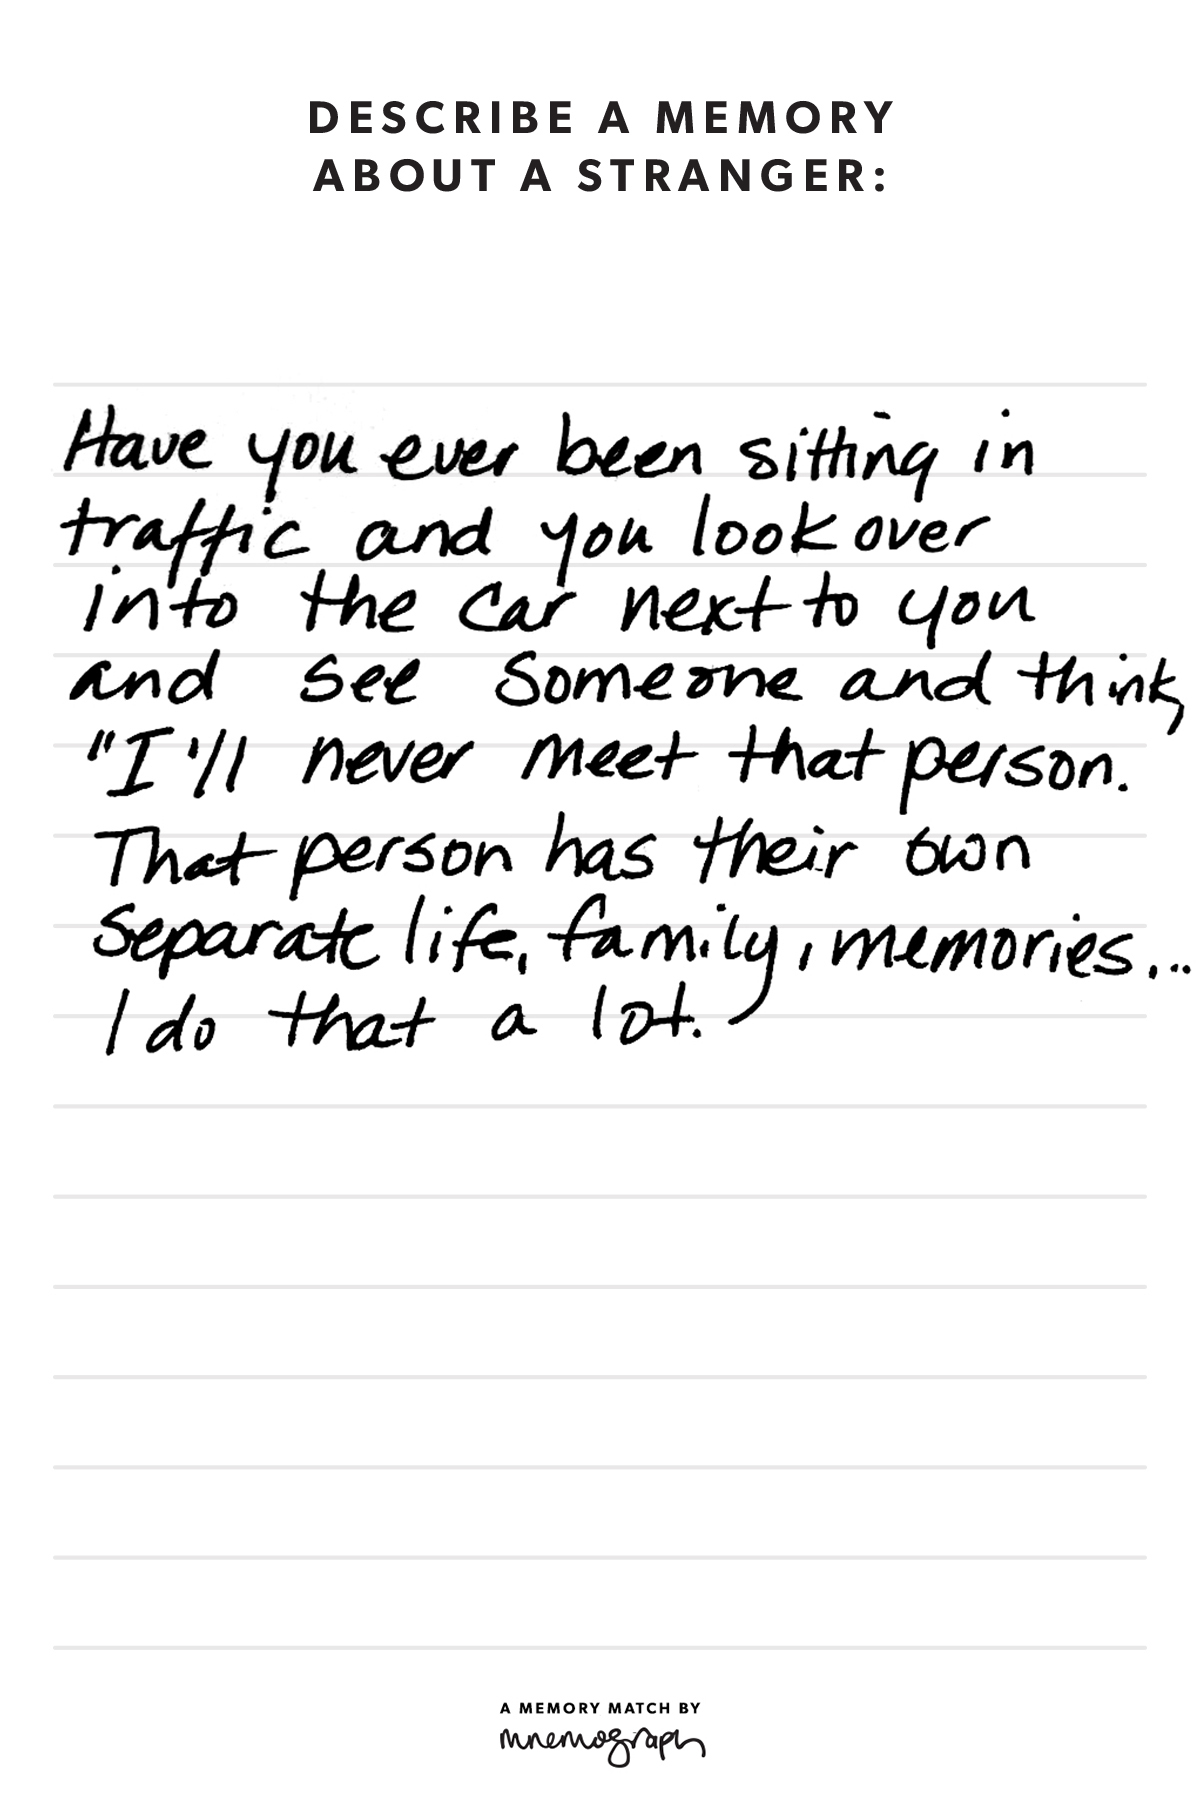 DESCRIBE A MEMORY
ABOUT A STRANGER:
Have you ever been sitting in
traffic and you look over
into the car next to you
and see someone and think,
"I'll never meet that person.
That person has their own
separate life, family, memories...
I do that a lot.
A MEMORY MATCH BY
mnemograph